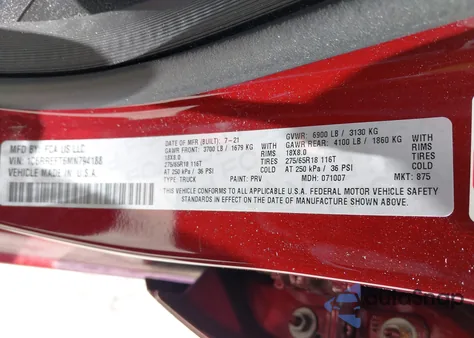 MFD BY: FCA US LLC
DATE OF MFR (BUILT): 7-21
GVWR: 6900 LB / 3130 KG
GAWR FRONT: 3700 LB / 1679 KG
WITH
GAWR REAR: 4100 LB / 1860 KG
WITH
18X8.0
RIMS
18X8.0
RIMS
275/65R18 116T
TIRES
275/65R18 116T
TIRES
AT 250 kPa / 36 PSI
AT 250 kPa / 36 PSI
VIN:
TYPE: TRUCK
PAINT: PRV
MDH: 071007
MKT: 875
VEHICLE MADE IN U.S.A
THIS VEHICLE CONFORMS TO ALL APPLICABLE U.S.A. FEDERAL MOTOR VEHICLE SAFETY
STANDARDS IN EFFECT ON THE DATE OF MANUFACTURE SHOWN ABOVE.
AutoSnap